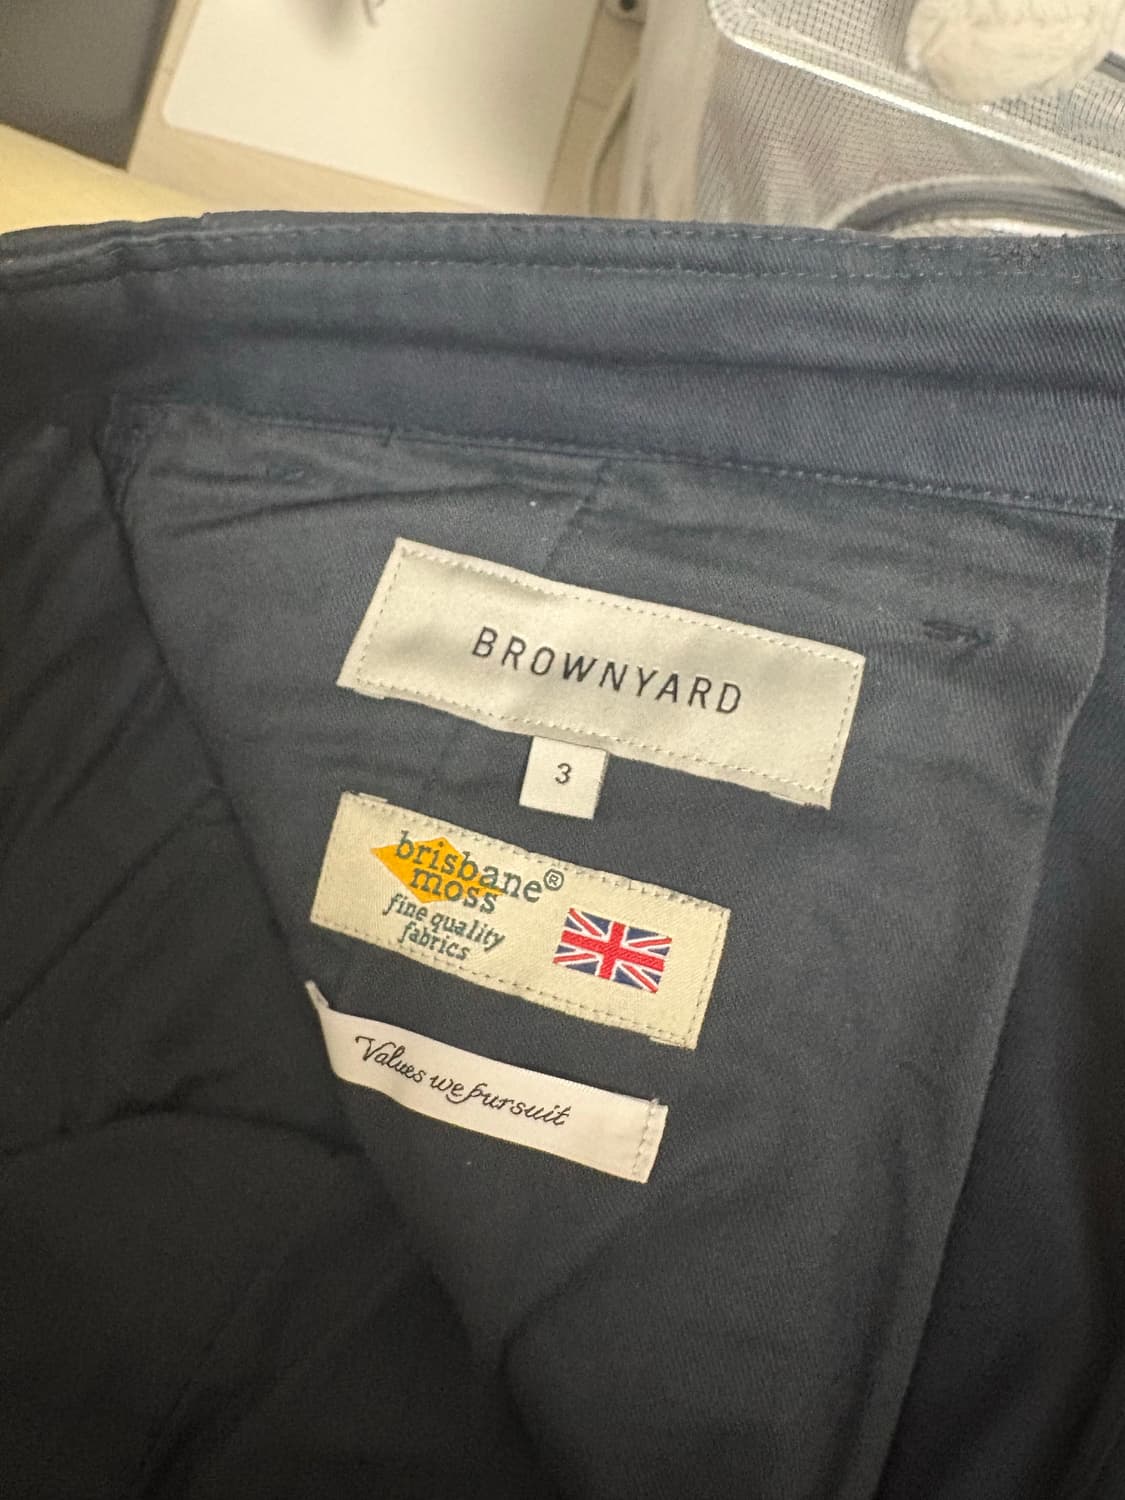 BROWNYARD
3
brisbane®
moss
fine quality
fabrics
Values we pursuit